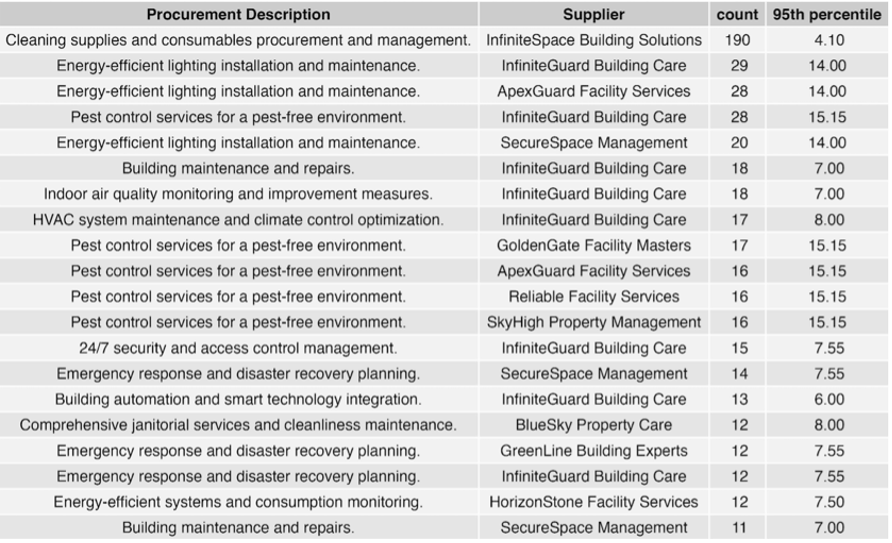 Procurement Description Supplier count 95th percentile
Cleaning supplies and consumables procurement and management. InfiniteSpace Building Solutions 190 4.10
Energy-efficient lighting installation and maintenance. InfiniteGuard Building Care 29 14.00
Energy-efficient lighting installation and maintenance. ApexGuard Facility Services 28 14.00
Pest control services for a pest-free environment. InfiniteGuard Building Care 28 15.15
Energy-efficient lighting installation and maintenance. SecureSpace Management 20 14.00
Building maintenance and repairs. InfiniteGuard Building Care 18 7.00
Indoor air quality monitoring and improvement measures. InfiniteGuard Building Care 18 7.00
HVAC system maintenance and climate control optimization. InfiniteGuard Building Care 17 8.00
Pest control services for a pest-free environment. GoldenGate Facility Masters 17 15.15
Pest control services for a pest-free environment. ApexGuard Facility Services 16 15.15
Pest control services for a pest-free environment. Reliable Facility Services 16 15.15
Pest control services for a pest-free environment. SkyHigh Property Management 16 15.15
24/7 security and access control management. InfiniteGuard Building Care 15 7.55
Emergency response and disaster recovery planning. SecureSpace Management 14 7.55
Building automation and smart technology integration. InfiniteGuard Building Care 13 6.00
Comprehensive janitorial services and cleanliness maintenance. BlueSky Property Care 12 8.00
Emergency response and disaster recovery planning. GreenLine Building Experts 12 7.55
Emergency response and disaster recovery planning. InfiniteGuard Building Care 12 7.55
Energy-efficient systems and consumption monitoring. HorizonStone Facility Services 12 7.50
Building maintenance and repairs. SecureSpace Management 11 7.00